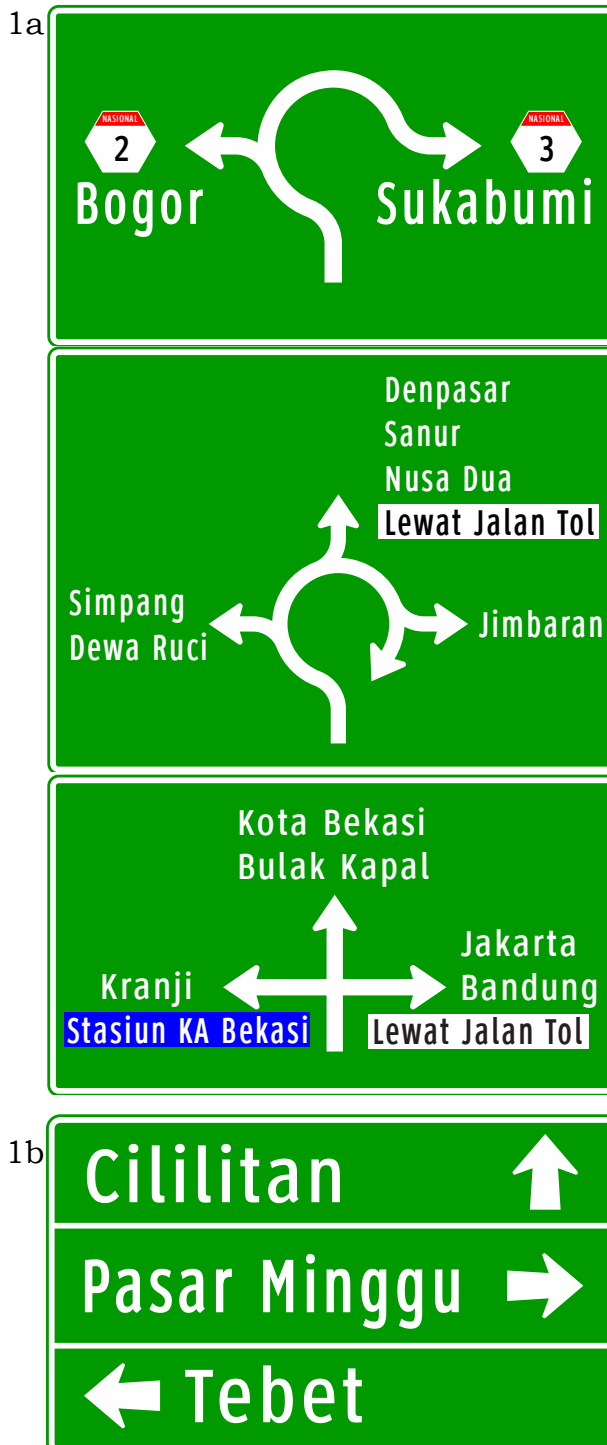 1a
NASIONAL
2
Bogor
NASIONAL
3
Sukabumi
Denpasar
Sanur
Nusa Dua
Lewat Jalan Tol
Simpang
Dewa Ruci
Jimbaran
Kota Bekasi
Bulak Kapal
Kranji
Stasiun KA Bekasi
Jakarta
Bandung
Lewat Jalan Tol
1b
Cililitan
Pasar Minggu
Tebet